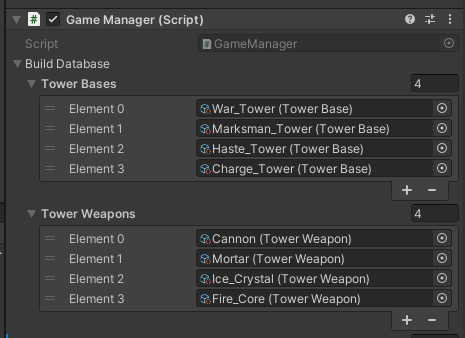 Game Manager (Script)
Script GameManager
Build Database
Tower Bases 4
Element 0 War_Tower (Tower Base)
Element 1 Marksman_Tower (Tower Base)
Element 2 Haste_Tower (Tower Base)
Element 3 Charge_Tower (Tower Base)
Tower Weapons 4
Element 0 Cannon (Tower Weapon)
Element 1 Mortar (Tower Weapon)
Element 2 Ice_Crystal (Tower Weapon)
Element 3 Fire_Core (Tower Weapon)